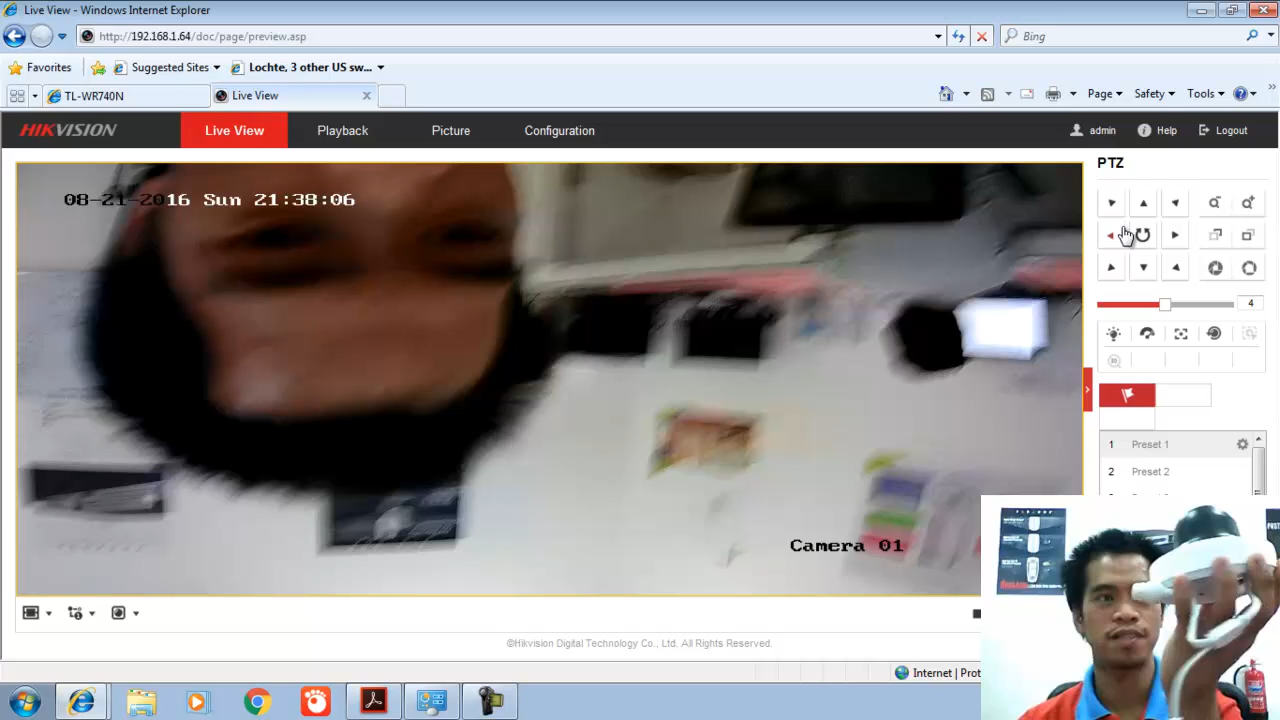 Live View - Windows Internet Explorer
http://192.168.1.64/doc/page/preview.asp
Bing
Favorites
Suggested Sites
Lochte, 3 other US sw...
TL-WR740N
Live View
Page
Safety
Tools
HIKVISION
Live View
Playback
Picture
Configuration
admin
Help
Logout
08-21-2016 Sun 21:38:06
Camera 01
PTZ
4
1 Preset 1
2 Preset 2
©Hikvision Digital Technology Co., Ltd. All Rights Reserved.
Internet | Prot